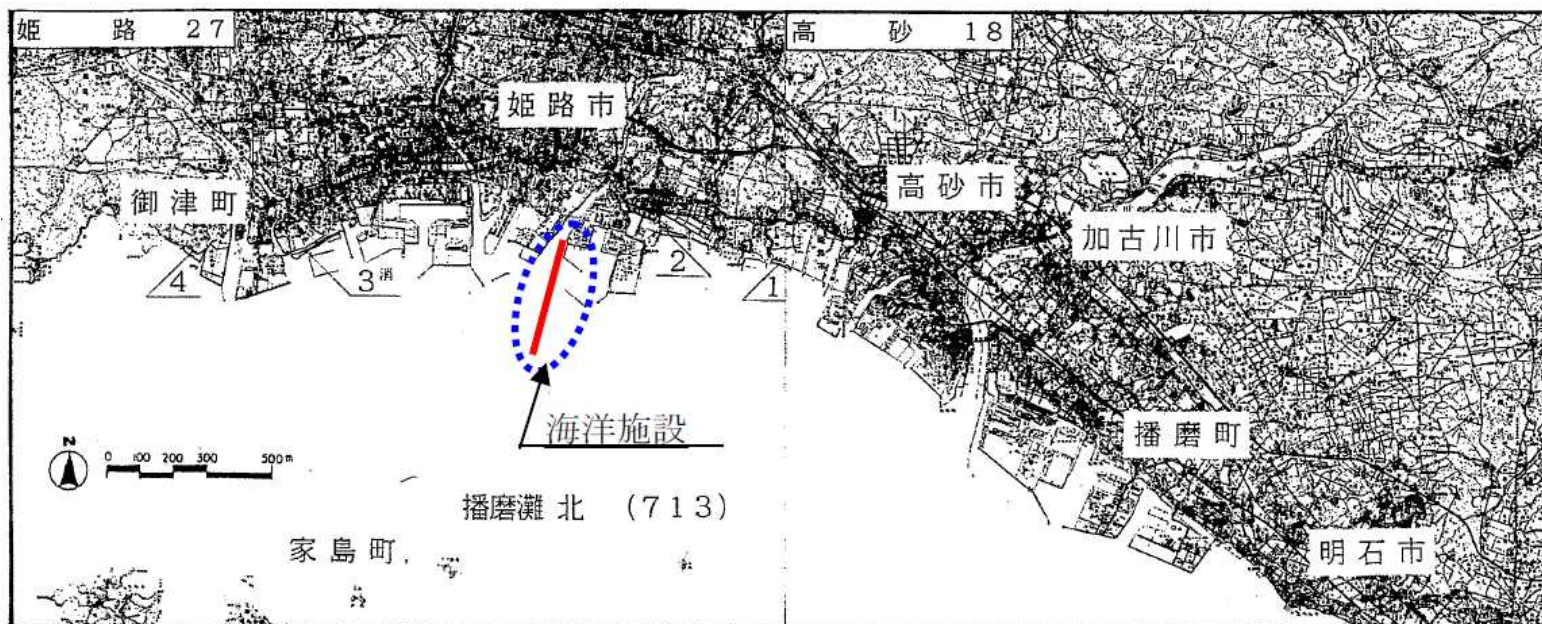 姫 路 27
高 砂 18
姫路市
御津町
高砂市
加古川市
4
3消
2
1
海洋施設
播磨町
N
0 100 200 300 500m
播磨灘 北 (713)
家島町
明石市